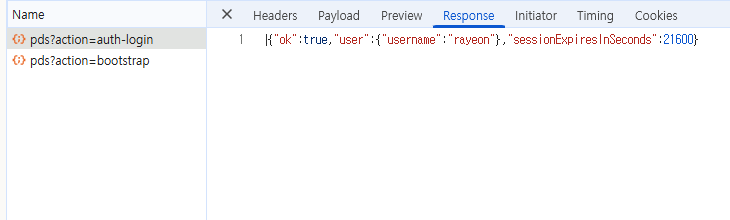 Name
Headers Payload Preview Response Initiator Timing Cookies
pds?action=auth-login
1 {"ok":true,"user":{"username":"rayeon"},"sessionExpiresInSeconds":21600}
pds?action=bootstrap